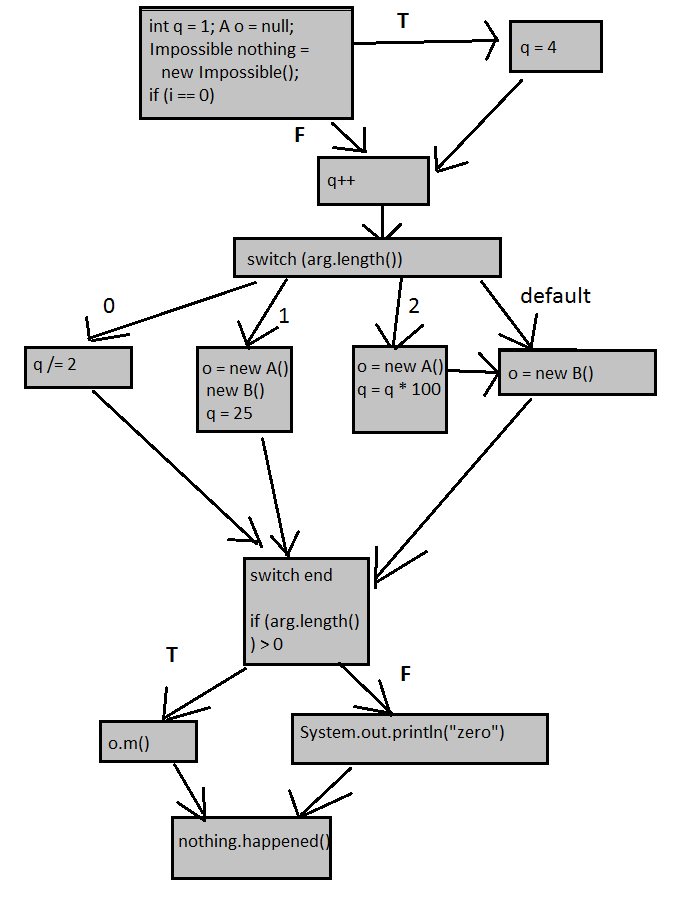 int q = 1; A o = null;
Impossible nothing =
new Impossible();
if (i == 0)
T
q = 4
F
q++
switch (arg.length())
0
1
2
default
q /= 2
o = new A()
new B()
q = 25
o = new A()
q = q * 100
o = new B()
switch end
if (arg.length()
) > 0
T
F
o.m()
System.out.println("zero")
nothing.happened()